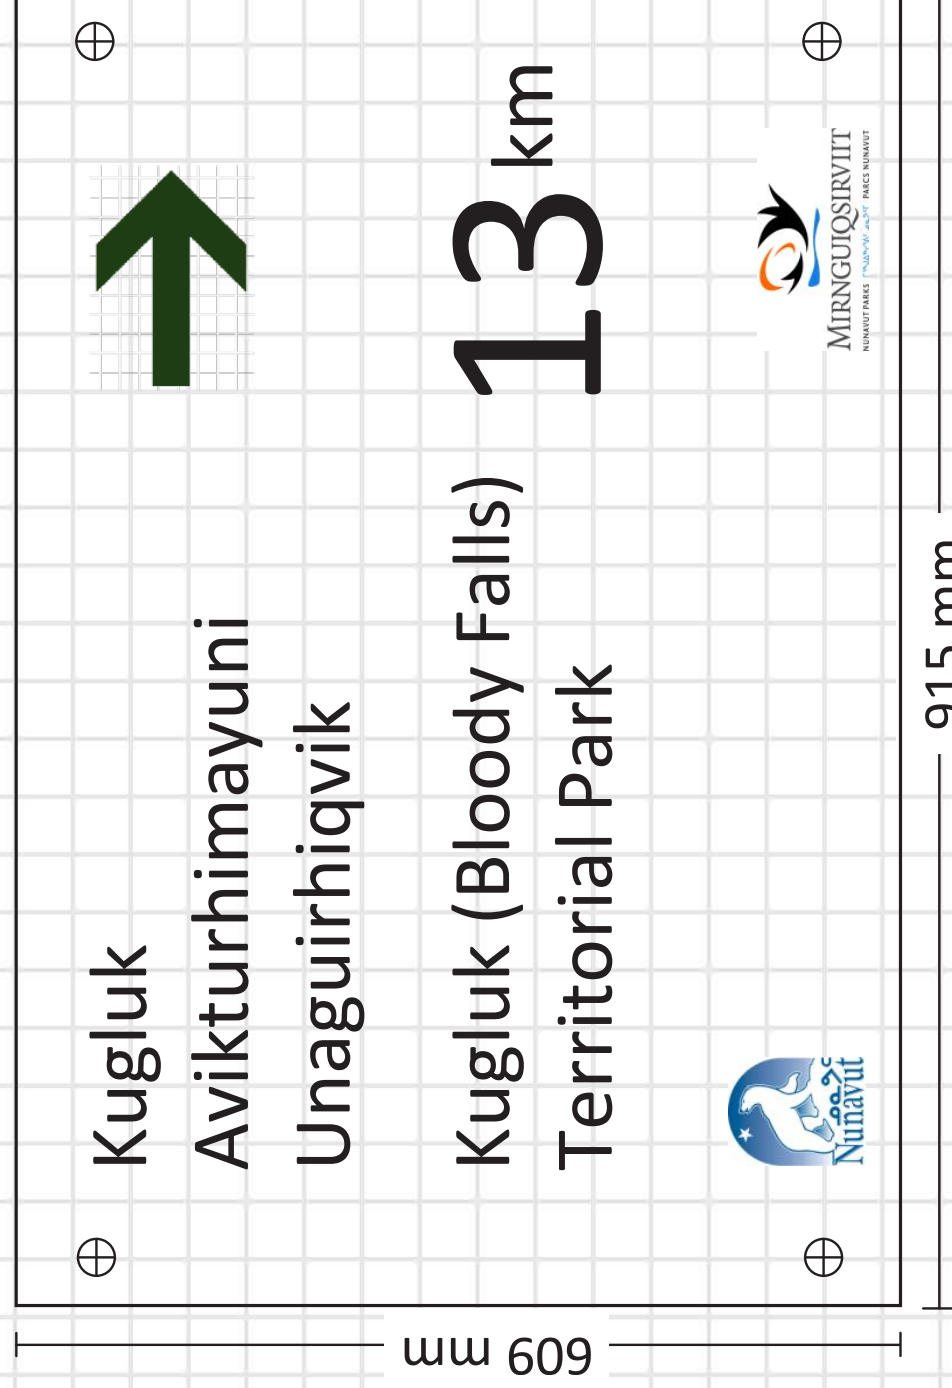 Kugluk
Avikturhimayuni
Unaguirhiqvik
Kugluk (Bloody Falls)
Territorial Park
13 km
ᓄᓇᕗᑦ
Nunavut
MIRNGUIQSIRVIIT
NUNAVUT PARKS PARCS NUNAVUT
915 mm
609 mm